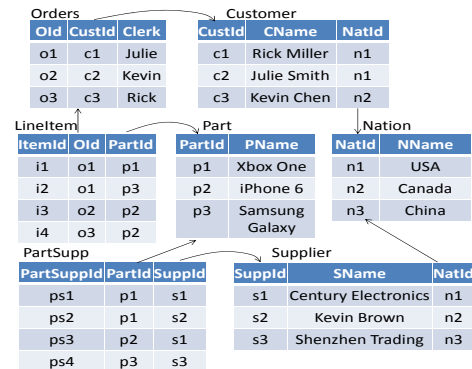 Orders
OId CustId Clerk
o1 c1 Julie
o2 c2 Kevin
o3 c3 Rick
Customer
CustId CName NatId
c1 Rick Miller n1
c2 Julie Smith n1
c3 Kevin Chen n2
LineItem
ItemId OId PartId
i1 o1 p1
i2 o1 p3
i3 o2 p2
i4 o3 p2
Part
PartId PName
p1 Xbox One
p2 iPhone 6
p3 Samsung
Galaxy
Nation
NatId NName
n1 USA
n2 Canada
n3 China
PartSupp
PartSuppId PartId SuppId
ps1 p1 s1
ps2 p1 s2
ps3 p2 s1
ps4 p3 s3
Supplier
SuppId SName NatId
s1 Century Electronics n1
s2 Kevin Brown n2
s3 Shenzhen Trading n3